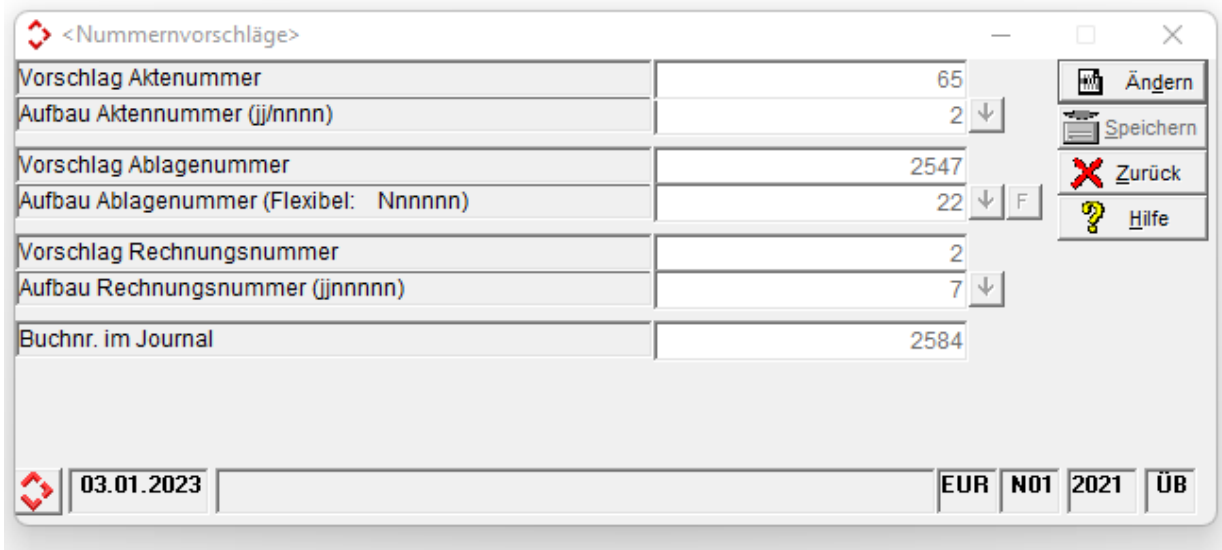 <Nummernvorschläge>
Vorschlag Aktenummer 65 Ändern
Aufbau Aktennummer (jj/nnnn) 2 Speichern
Vorschlag Ablagenummer 2547 Zurück
Aufbau Ablagenummer (Flexibel: Nnnnnn) 22 F Hilfe
Vorschlag Rechnungsnummer 2
Aufbau Rechnungsnummer (jjnnnnn) 7
Buchnr. im Journal 2584
03.01.2023 EUR N01 2021 ÜB